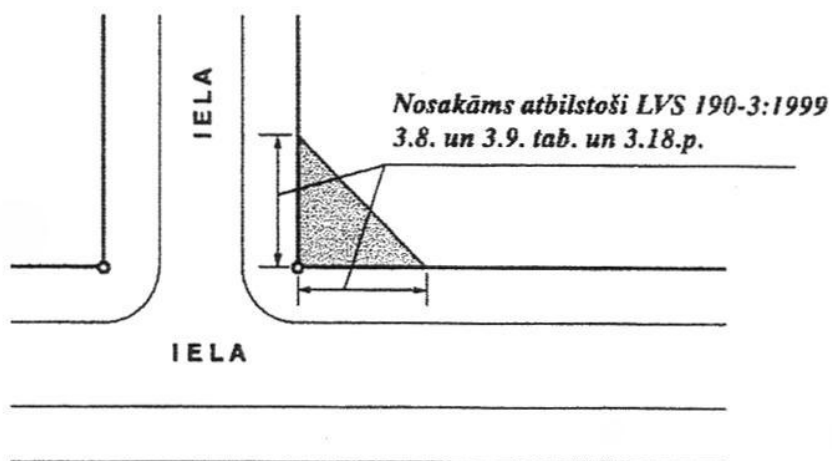 IELA
Nosakāms atbilstoši LVS 190-3:1999
3.8. un 3.9. tab. un 3.18.p.
IELA